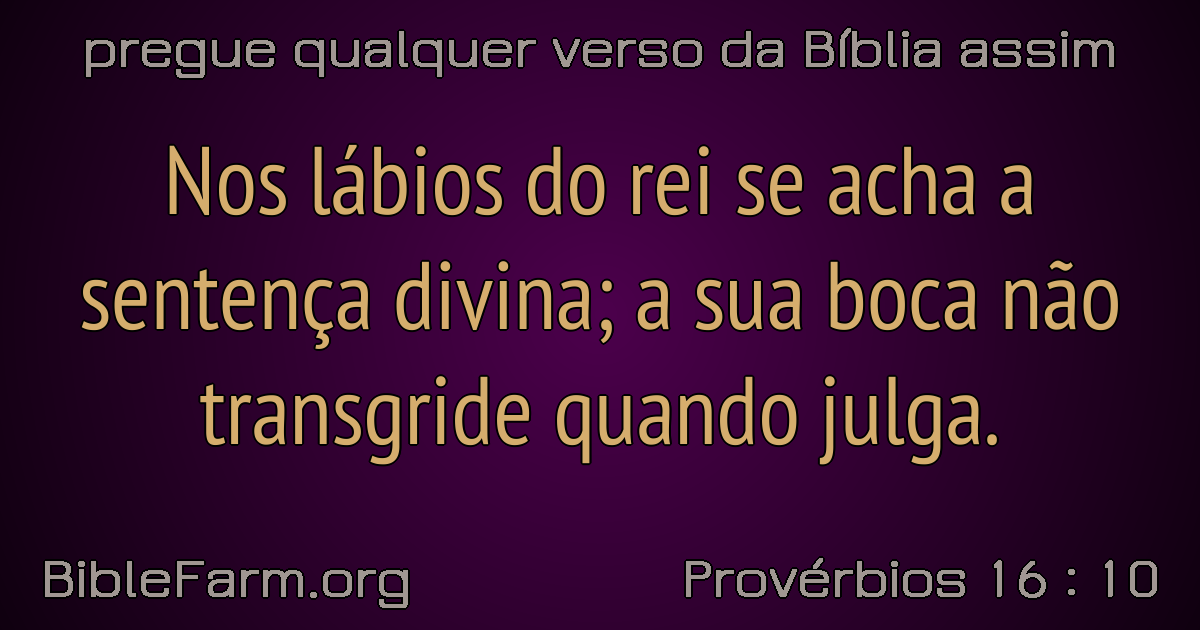 pregue qualquer verso da Bíblia assim
Nos lábios do rei se acha a
sentença divina; a sua boca não
transgride quando julga.
BibleFarm.org
Provérbios 16 : 10